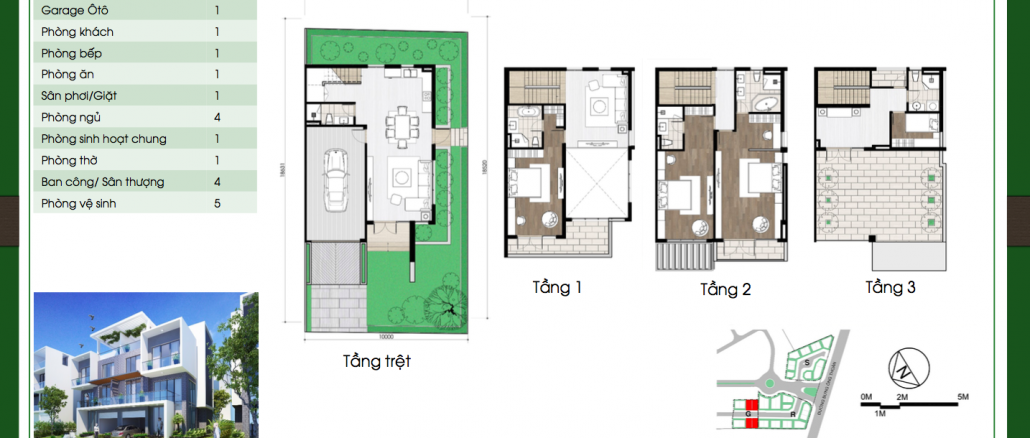 Garage Ôtô 1
Phòng khách 1
Phòng bếp 1
Phòng ăn 1
Sân phơi/Giặt 1
Phòng ngủ 4
Phòng sinh hoạt chung 1
Phòng thờ 1
Ban công/ Sân thượng 4
Phòng vệ sinh 5
18631
18520
10000
Tầng trệt
Tầng 1
Tầng 2
Tầng 3
S
G
R
N
0M 2M 5M
1M